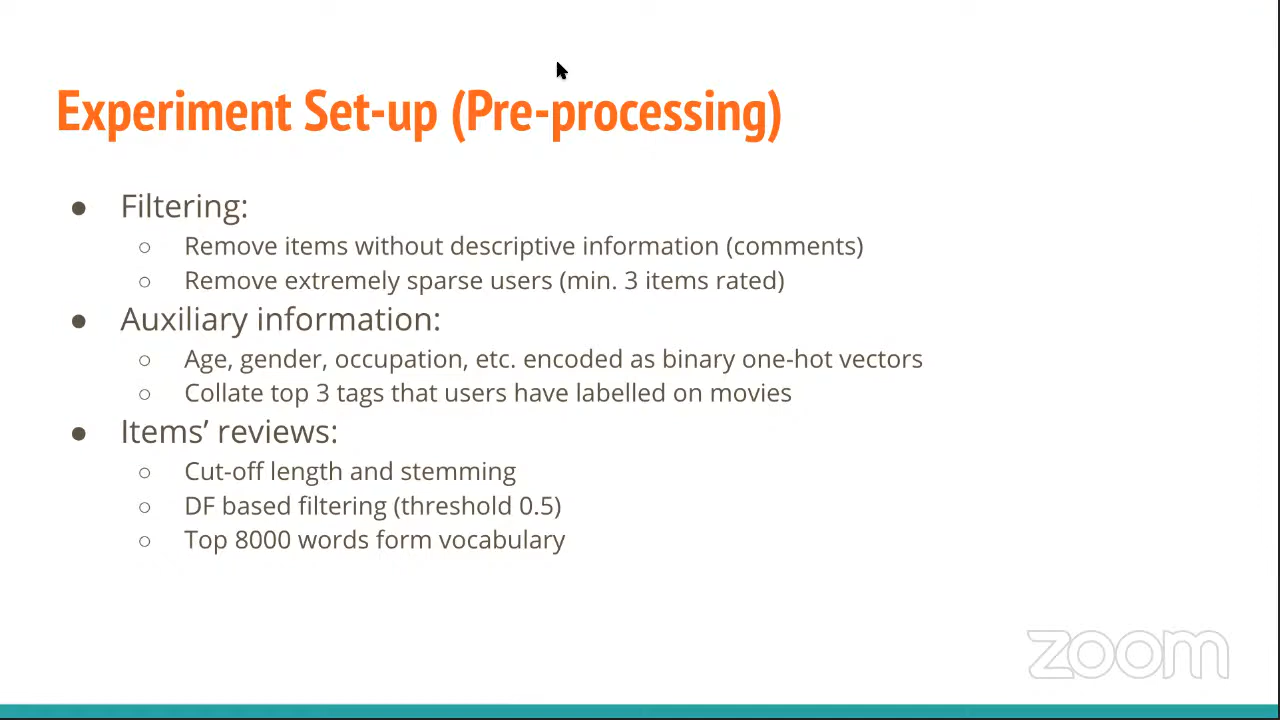 Experiment Set-up (Pre-processing)
● Filtering:
○ Remove items without descriptive information (comments)
○ Remove extremely sparse users (min. 3 items rated)
● Auxiliary information:
○ Age, gender, occupation, etc. encoded as binary one-hot vectors
○ Collate top 3 tags that users have labelled on movies
● Items’ reviews:
○ Cut-off length and stemming
○ DF based filtering (threshold 0.5)
○ Top 8000 words form vocabulary
zoom